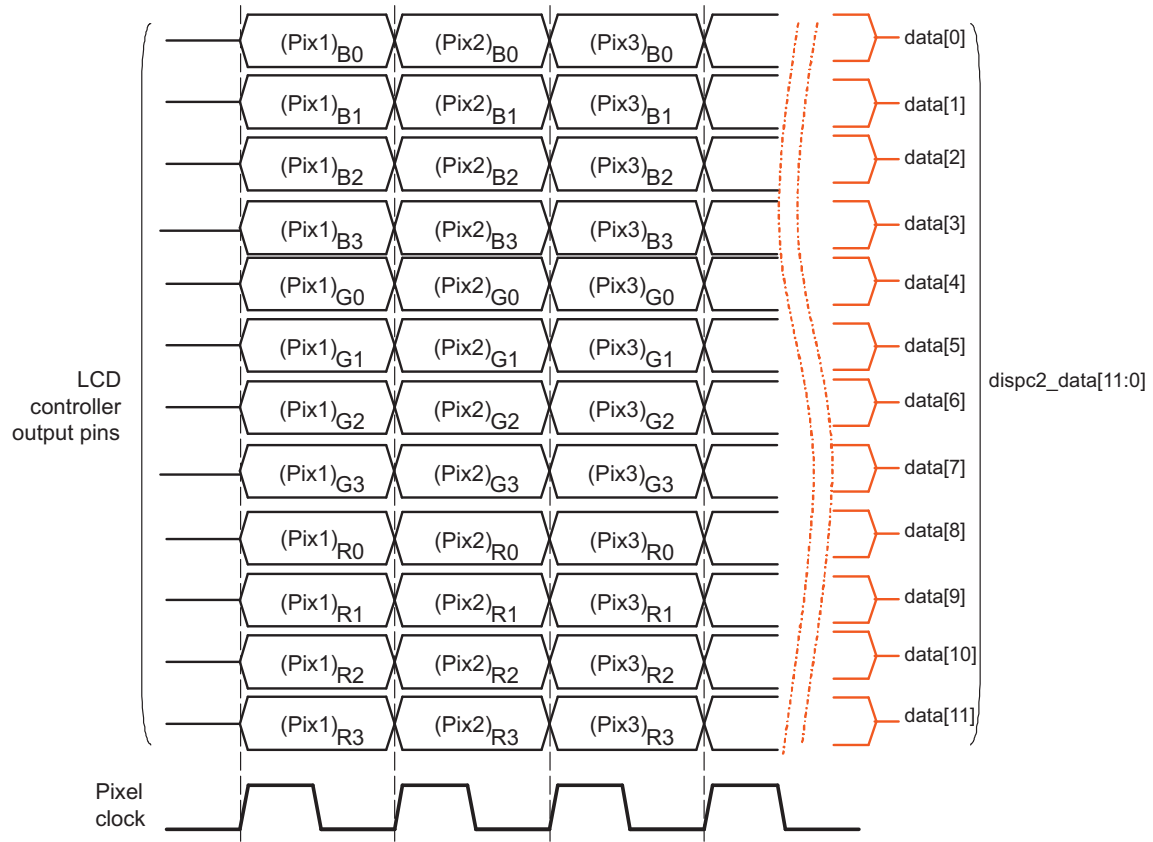 (Pix1)B0 (Pix2)B0 (Pix3)B0 data[0]
(Pix1)B1 (Pix2)B1 (Pix3)B1 data[1]
(Pix1)B2 (Pix2)B2 (Pix3)B2 data[2]
(Pix1)B3 (Pix2)B3 (Pix3)B3 data[3]
(Pix1)G0 (Pix2)G0 (Pix3)G0 data[4]
(Pix1)G1 (Pix2)G1 (Pix3)G1 data[5]
LCD
controller
output pins
dispc2_data[11:0]
(Pix1)G2 (Pix2)G2 (Pix3)G2 data[6]
(Pix1)G3 (Pix2)G3 (Pix3)G3 data[7]
(Pix1)R0 (Pix2)R0 (Pix3)R0 data[8]
(Pix1)R1 (Pix2)R1 (Pix3)R1 data[9]
(Pix1)R2 (Pix2)R2 (Pix3)R2 data[10]
(Pix1)R3 (Pix2)R3 (Pix3)R3 data[11]
Pixel
clock